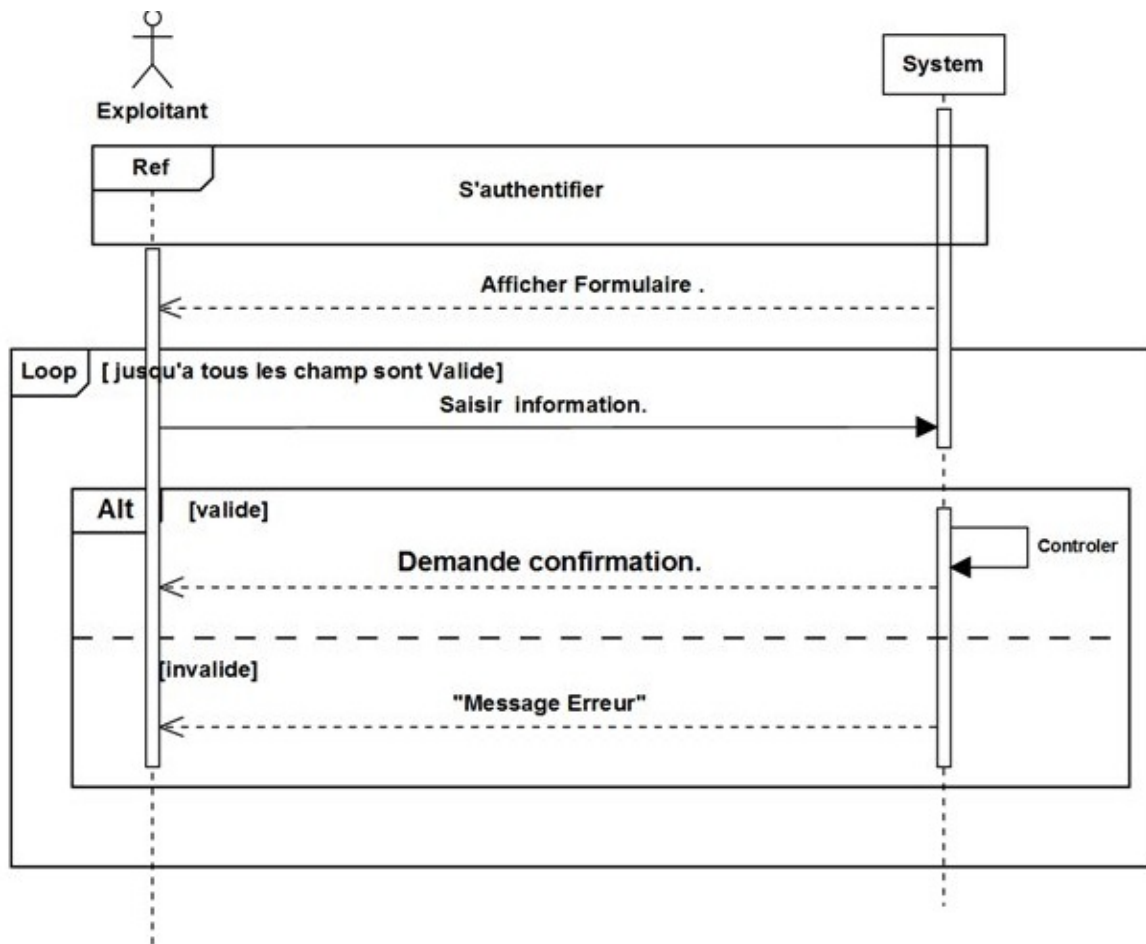 System
Exploitant
Ref
S'authentifier
Afficher Formulaire .
Loop [ jusqu'a tous les champ sont Valide]
Saisir information.
Alt [valide]
Controler
Demande confirmation.
[invalide]
"Message Erreur"